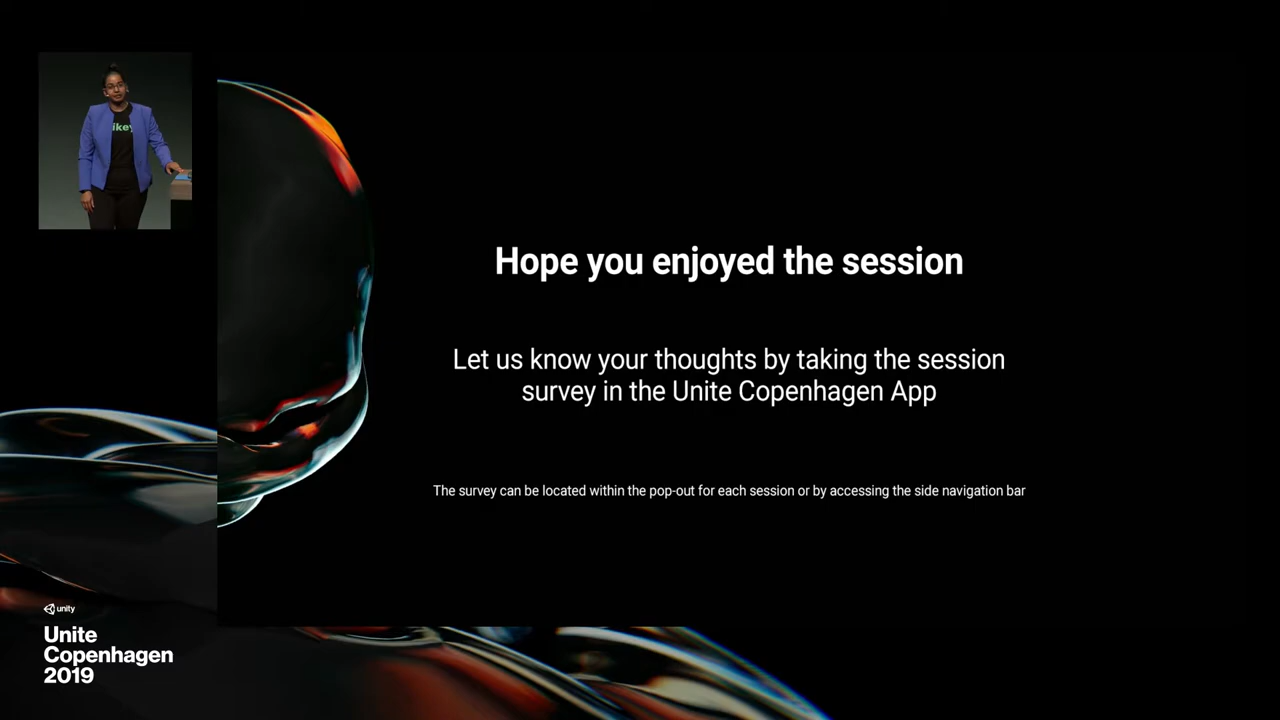 Hope you enjoyed the session
Let us know your thoughts by taking the session
survey in the Unite Copenhagen App
The survey can be located within the pop-out for each session or by accessing the side navigation bar
unity
Unite
Copenhagen
2019